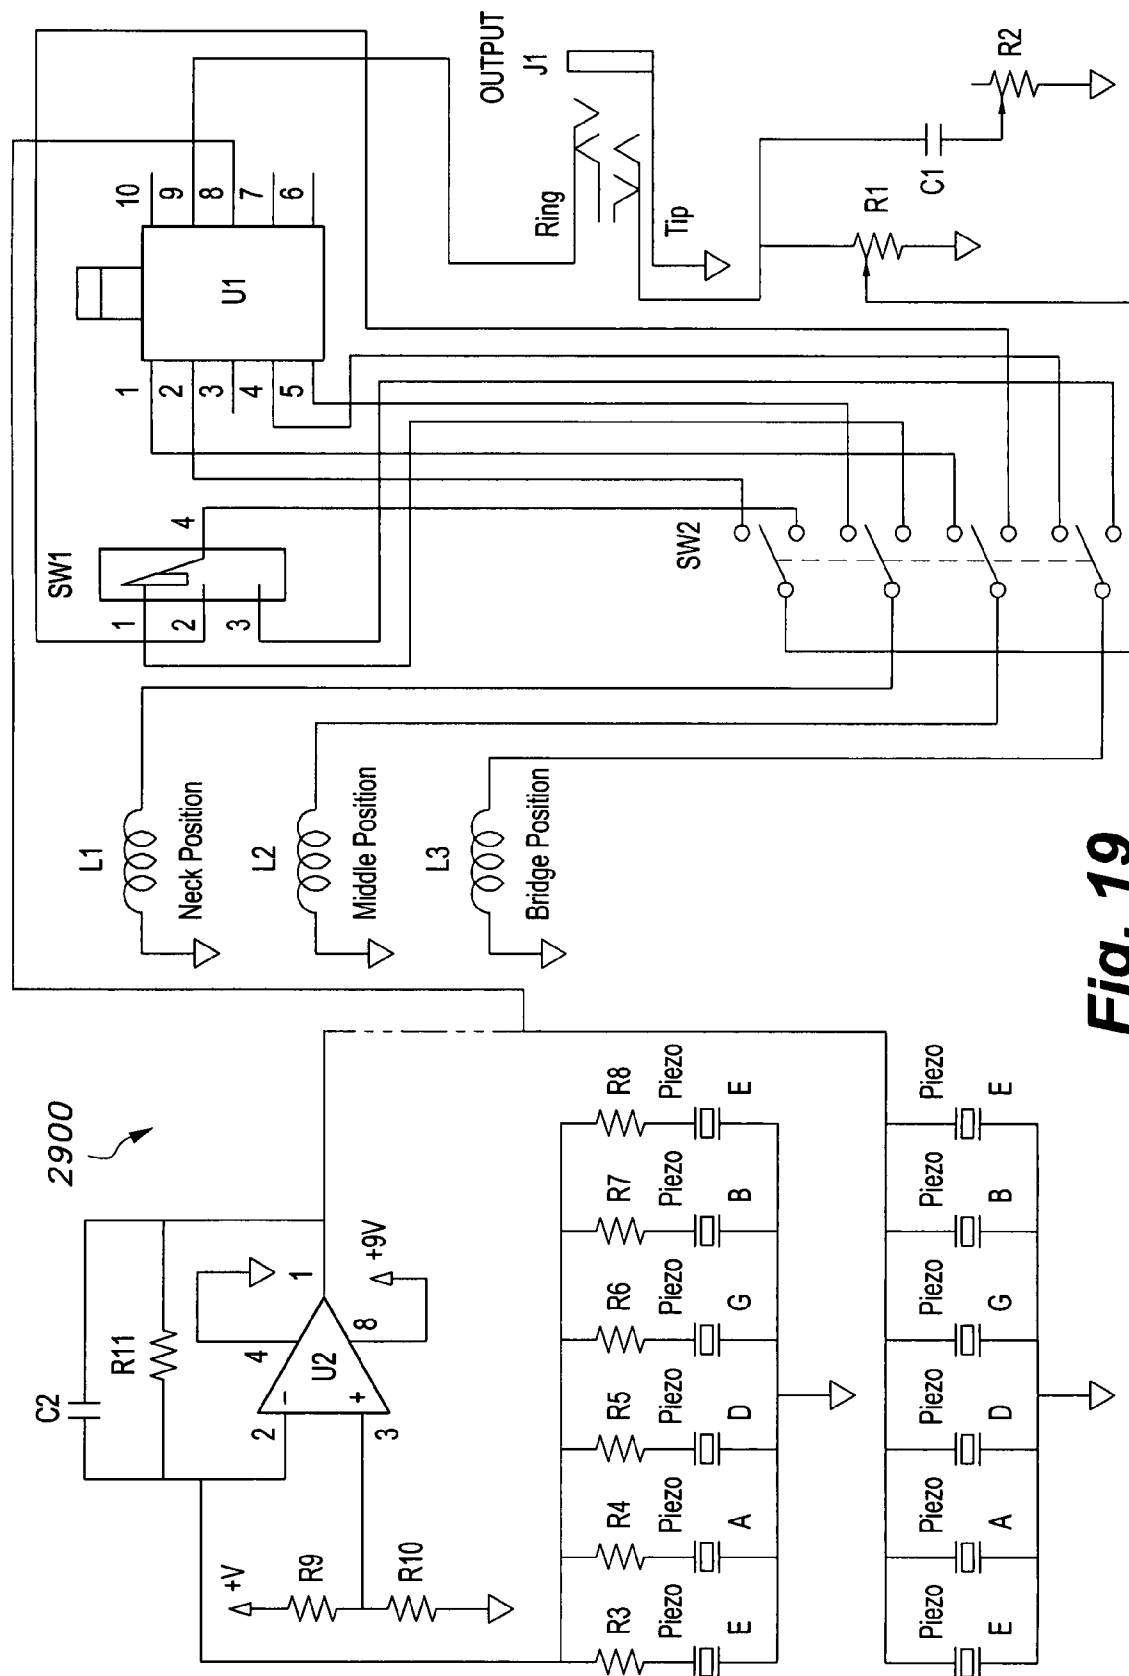 2900
C2
R11
2
3
4
8
1
U2
−
+
+9V
+V
R9
R10
R3
R4
R5
R6
R7
R8
Piezo
Piezo
Piezo
Piezo
Piezo
Piezo
E
A
D
G
B
E
Piezo
Piezo
Piezo
Piezo
Piezo
Piezo
E
A
D
G
B
E
L1
Neck Position
L2
Middle Position
L3
Bridge Position
SW1
1
2
3
4
SW2
U1
1
2
3
4
5
10
9
8
7
6
OUTPUT
J1
Ring
Tip
R1
C1
R2
Fig. 19